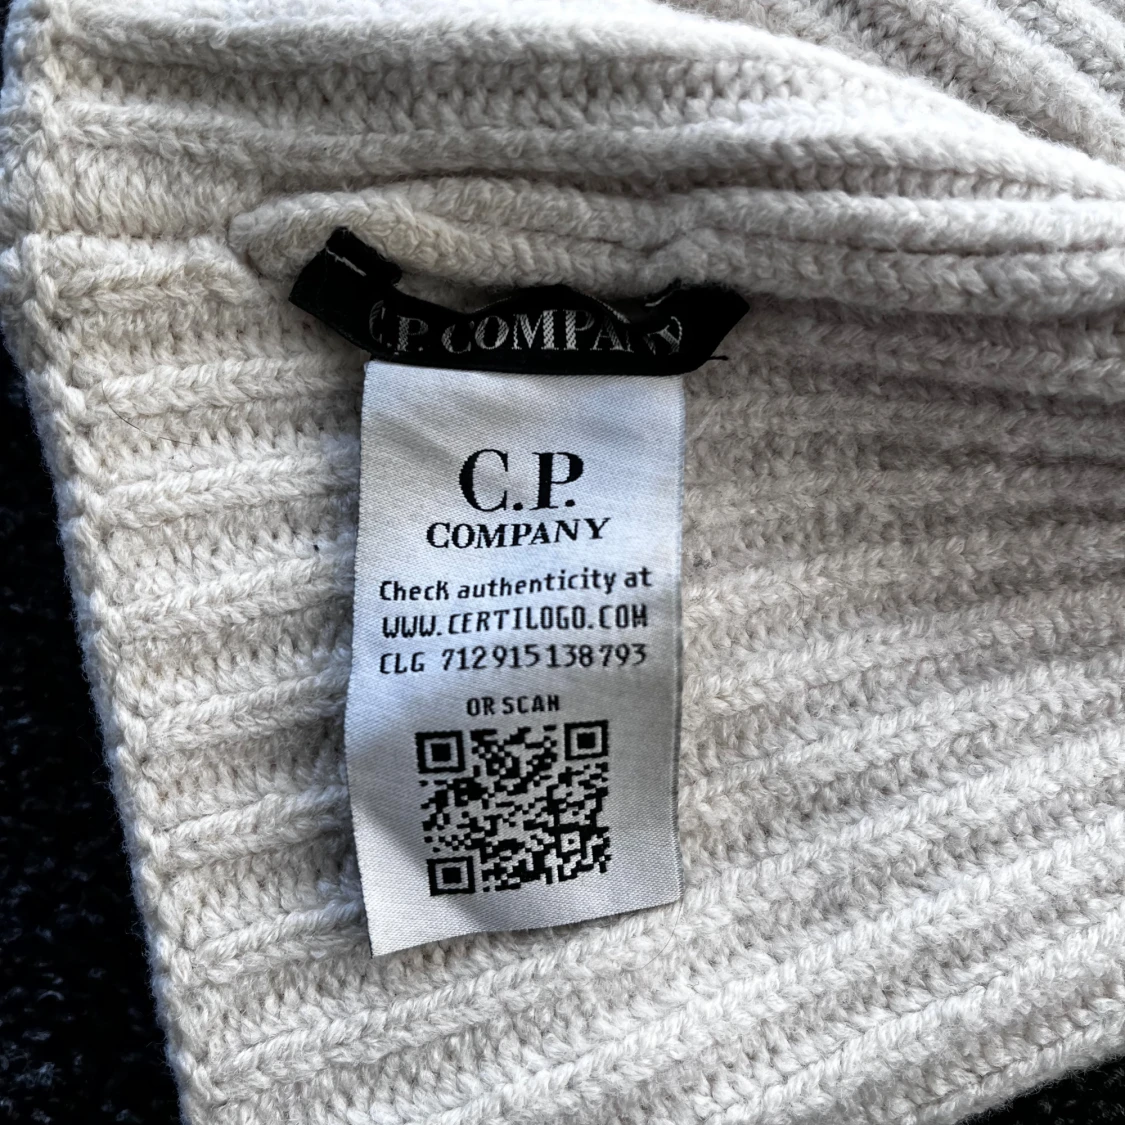 C.P. COMPANY
C.P.
COMPANY
Check authenticity at
WWW.CERTILOGO.COM
CLG 712915138793
OR SCAN